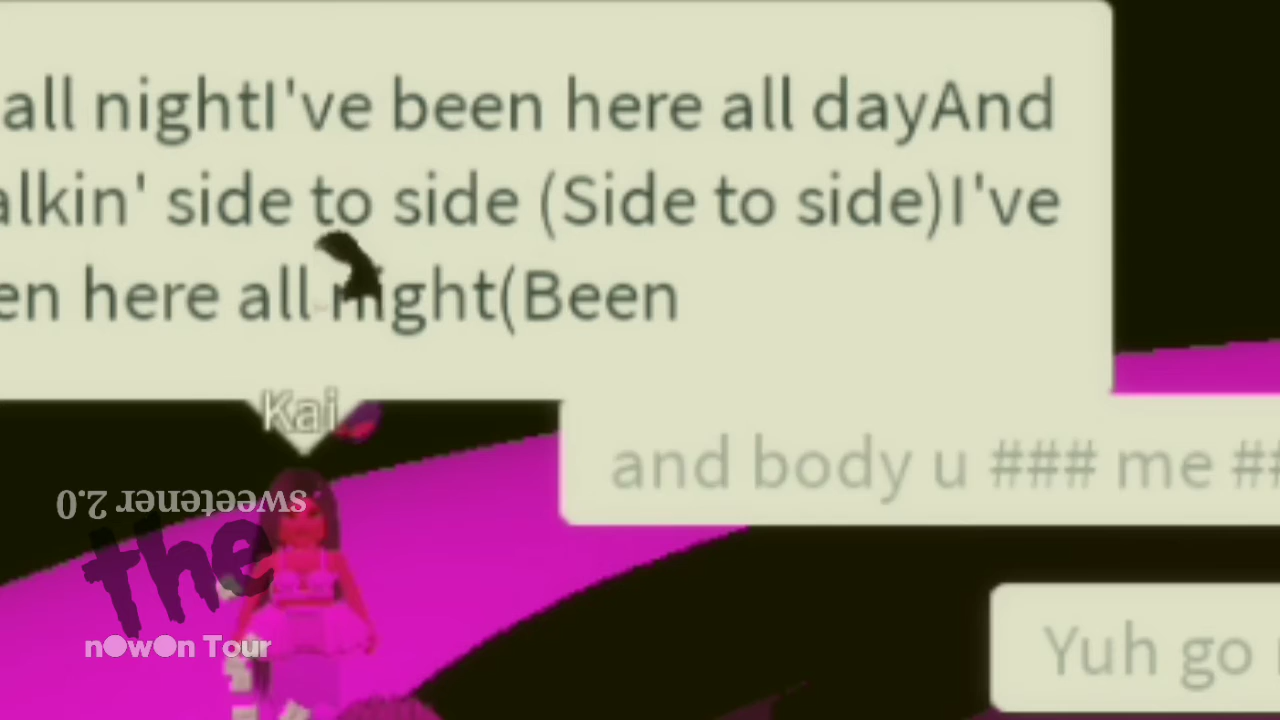 all nightI've been here all dayAnd
alkin' side to side (Side to side)I've
en here all night(Been
Kai
and body u ### me ##
sweetener 2.0
the
nOwOn Tour
Yuh go